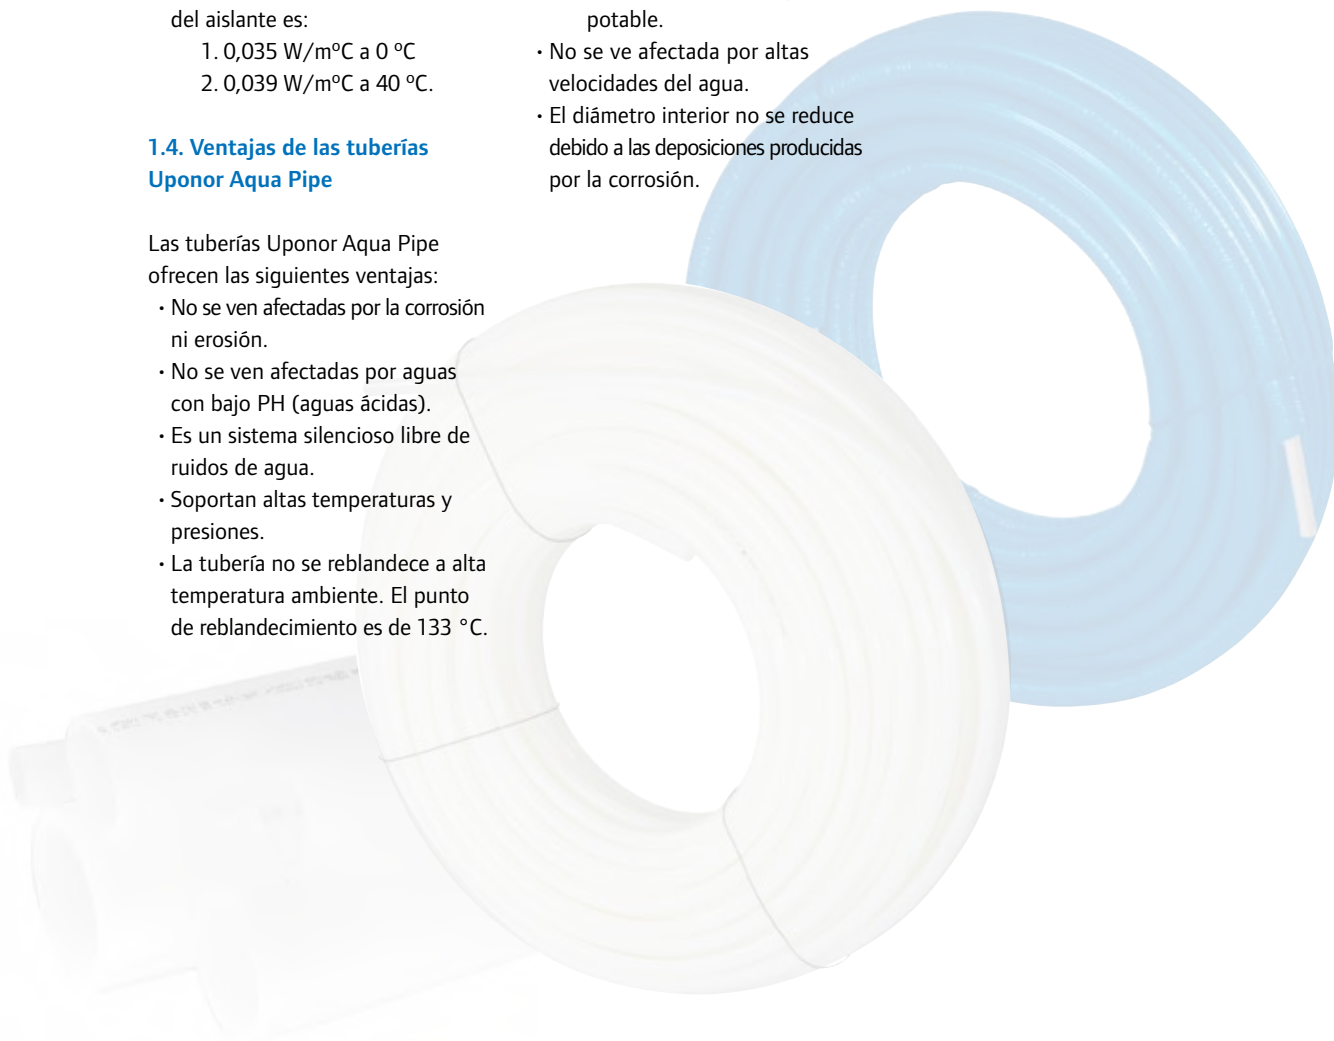 del aislante es:
1. 0,035 W/mºC a 0 ºC
2. 0,039 W/mºC a 40 ºC.
1.4. Ventajas de las tuberías
Uponor Aqua Pipe
Las tuberías Uponor Aqua Pipe
ofrecen las siguientes ventajas:
· No se ven afectadas por la corrosión
ni erosión.
· No se ven afectadas por aguas
con bajo PH (aguas ácidas).
· Es un sistema silencioso libre de
ruidos de agua.
· Soportan altas temperaturas y
presiones.
· La tubería no se reblandece a alta
temperatura ambiente. El punto
de reblandecimiento es de 133 °C.
potable.
· No se ve afectada por altas
velocidades del agua.
· El diámetro interior no se reduce
debido a las deposiciones producidas
por la corrosión.